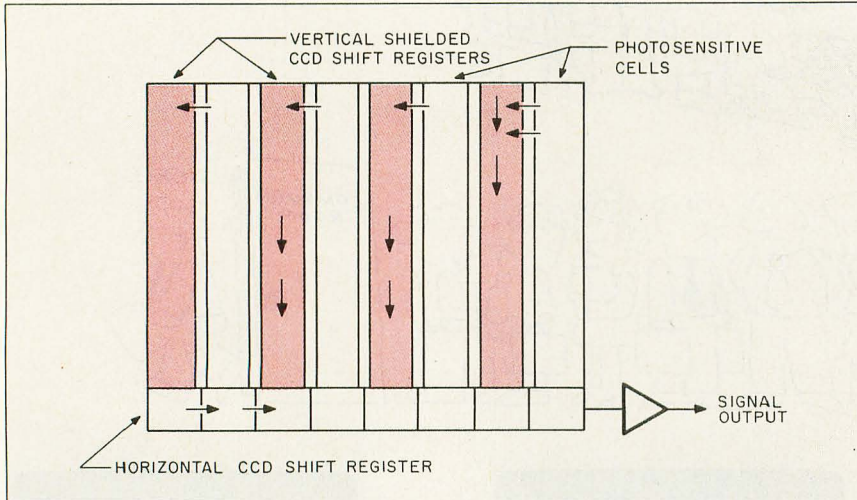 VERTICAL SHIELDED
CCD SHIFT REGISTERS
PHOTOSENSITIVE
CELLS
SIGNAL
OUTPUT
HORIZONTAL CCD SHIFT REGISTER